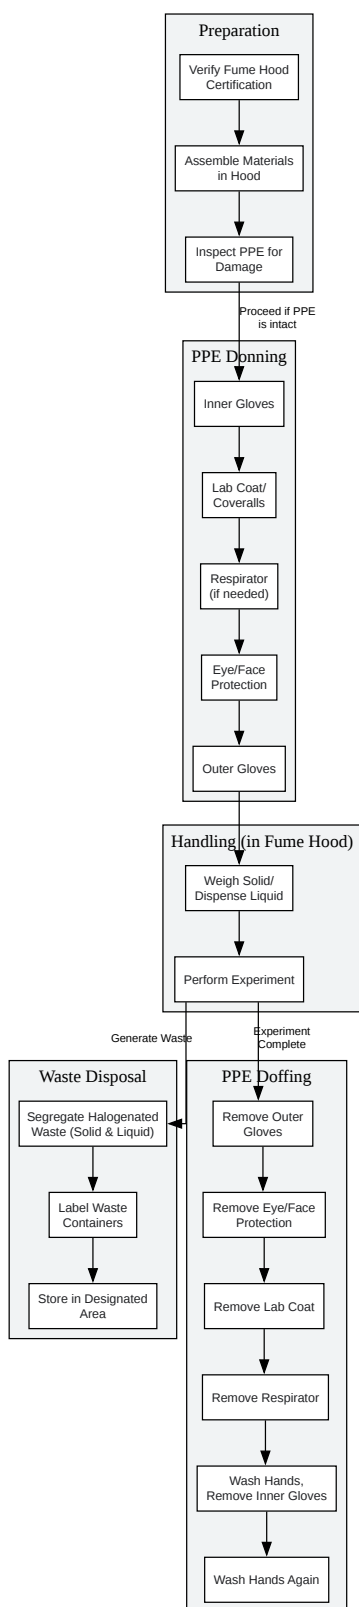 Preparation
Verify Fume Hood
Certification
Assemble Materials
in Hood
Inspect PPE for
Damage
Proceed if PPE
is intact
PPE Donning
Inner Gloves
Lab Coat/
Coveralls
Respirator
(if needed)
Eye/Face
Protection
Outer Gloves
Handling (in Fume Hood)
Weigh Solid/
Dispense Liquid
Perform Experiment
Generate Waste
Experiment
Complete
Waste Disposal
Segregate Halogenated
Waste (Solid & Liquid)
Label Waste
Containers
Store in Designated
Area
PPE Doffing
Remove Outer
Gloves
Remove Eye/Face
Protection
Remove Lab Coat
Remove Respirator
Wash Hands,
Remove Inner Gloves
Wash Hands Again